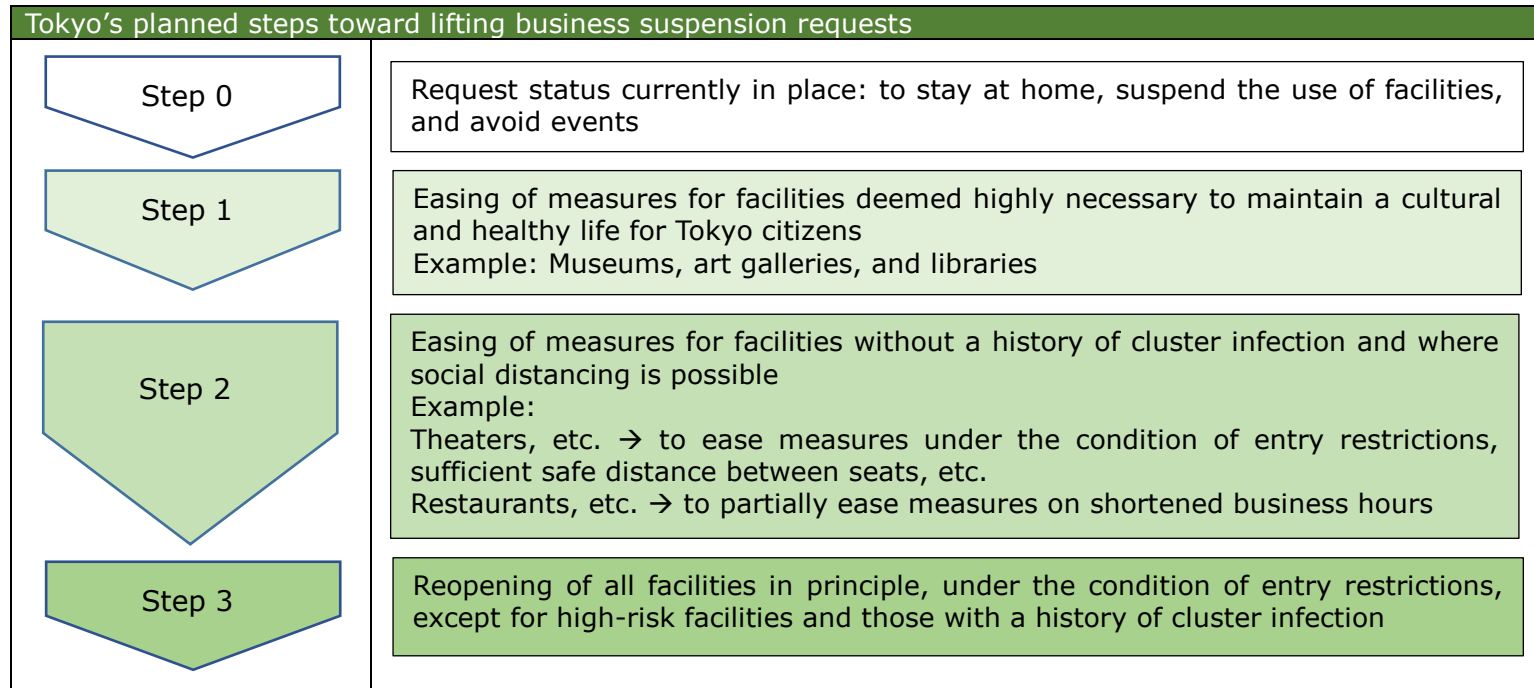 Tokyo’s planned steps toward lifting business suspension requests
Step 0
Request status currently in place: to stay at home, suspend the use of facilities,
and avoid events
Step 1
Easing of measures for facilities deemed highly necessary to maintain a cultural
and healthy life for Tokyo citizens
Example: Museums, art galleries, and libraries
Step 2
Easing of measures for facilities without a history of cluster infection and where
social distancing is possible
Example:
Theaters, etc. → to ease measures under the condition of entry restrictions,
sufficient safe distance between seats, etc.
Restaurants, etc. → to partially ease measures on shortened business hours
Step 3
Reopening of all facilities in principle, under the condition of entry restrictions,
except for high-risk facilities and those with a history of cluster infection